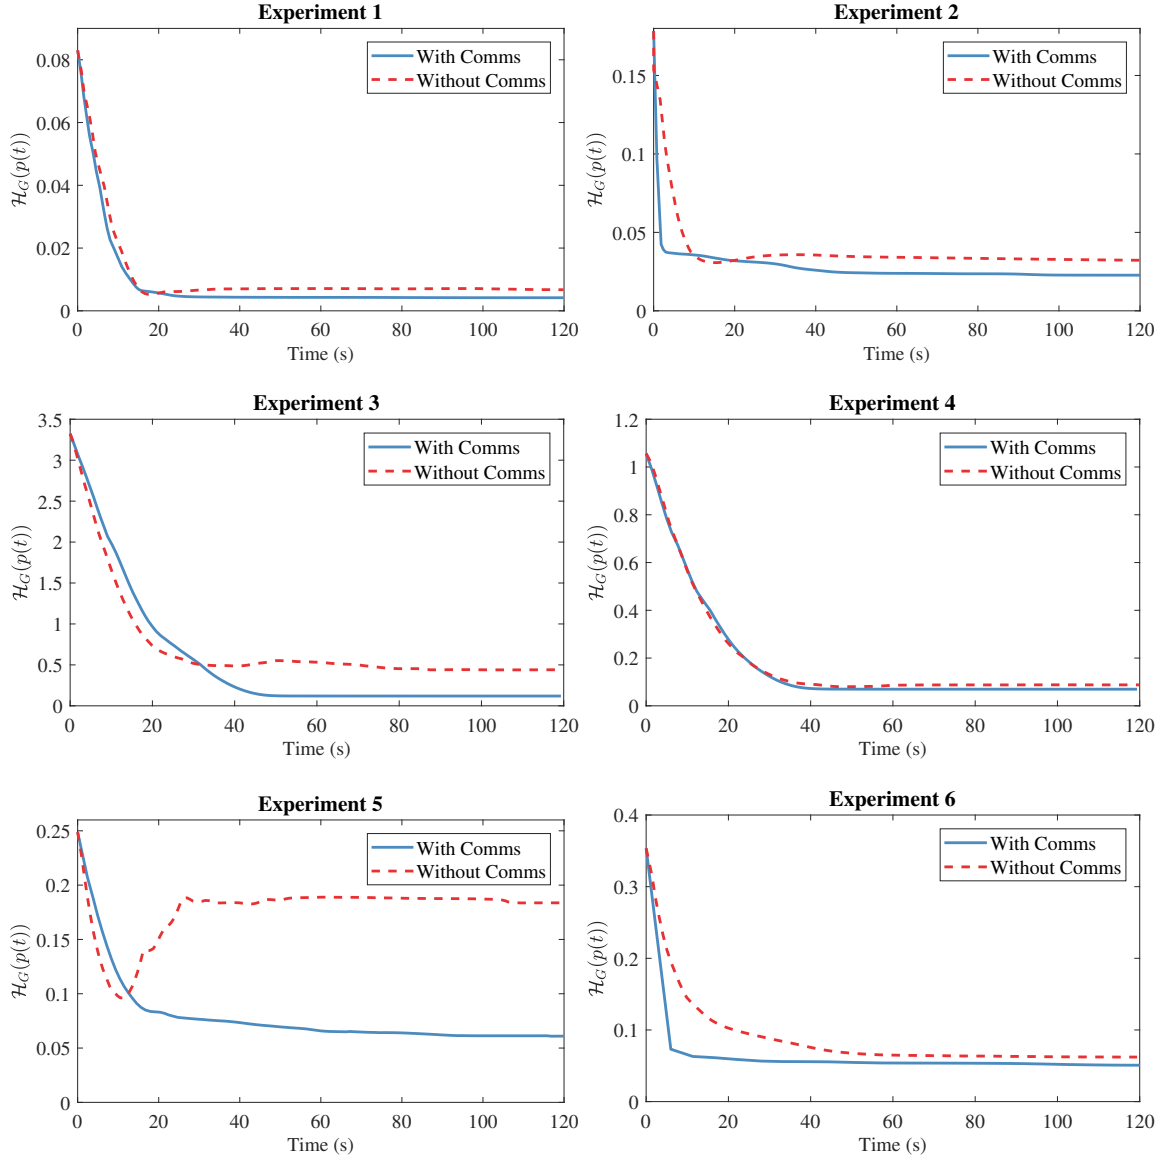 Experiment 1
With Comms
Without Comms
0.08
0.06
0.04
0.02
0
ℋ_G(p(t))
0 20 40 60 80 100 120
Time (s)
Experiment 2
With Comms
Without Comms
0.15
0.1
0.05
0
ℋ_G(p(t))
0 20 40 60 80 100 120
Time (s)
Experiment 3
With Comms
Without Comms
3.5
3
2.5
2
1.5
1
0.5
0
ℋ_G(p(t))
0 20 40 60 80 100 120
Time (s)
Experiment 4
With Comms
Without Comms
1.2
1
0.8
0.6
0.4
0.2
0
ℋ_G(p(t))
0 20 40 60 80 100 120
Time (s)
Experiment 5
With Comms
Without Comms
0.25
0.2
0.15
0.1
0.05
0
ℋ_G(p(t))
0 20 40 60 80 100 120
Time (s)
Experiment 6
With Comms
Without Comms
0.4
0.3
0.2
0.1
0
ℋ_G(p(t))
0 20 40 60 80 100 120
Time (s)